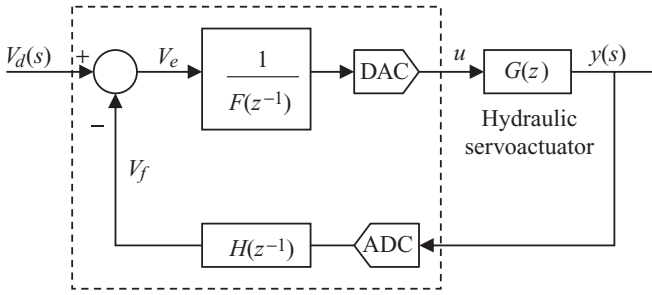 V_d(s)
+
−
V_e
1
F(z⁻¹)
DAC
u
G(z)
y(s)
Hydraulic
servoactuator
V_f
H(z⁻¹)
ADC